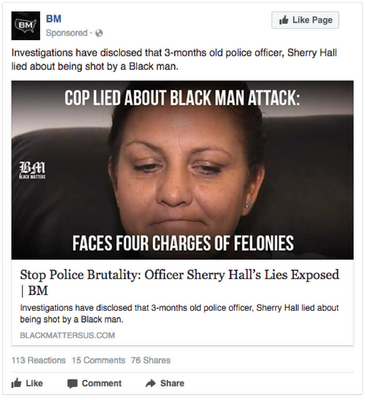 BM
BM
Like Page
Sponsored ·
Investigations have disclosed that 3-months old police officer, Sherry Hall
lied about being shot by a Black man.
COP LIED ABOUT BLACK MAN ATTACK:
BM
BLACK MATTERS
FACES FOUR CHARGES OF FELONIES
Stop Police Brutality: Officer Sherry Hall's Lies Exposed
| BM
Investigations have disclosed that 3-months old police officer, Sherry Hall lied about
being shot by a Black man.
BLACKMATTERSUS.COM
113 Reactions 15 Comments 76 Shares
Like Comment Share